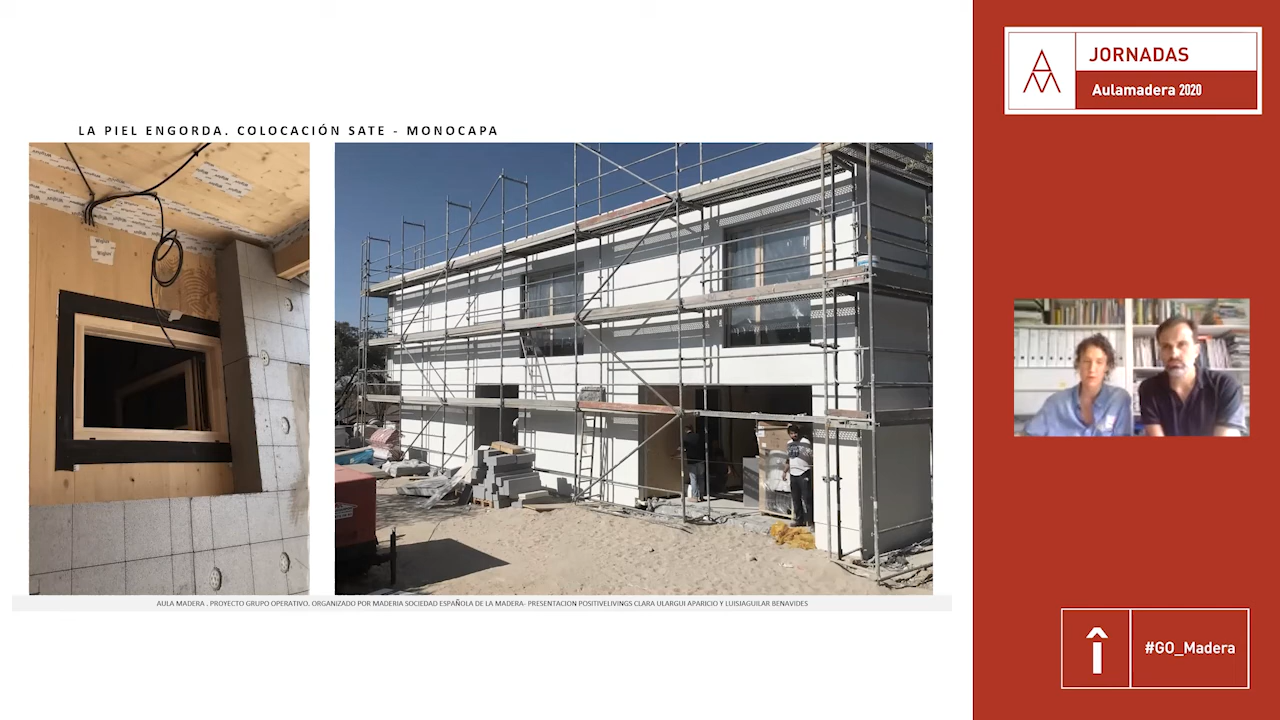 LA PIEL ENGORDA. COLOCACIÓN SATE - MONOCAPA
AULA MADERA . PROYECTO GRUPO OPERATIVO. ORGANIZADO POR MADERIA SOCIEDAD ESPAÑOLA DE LA MADERA- PRESENTACION POSITIVELIVINGS CLARA ULARGUI APARICIO Y LUISJAGUILAR BENAVIDES
JORNADAS
Aulamadera 2020
#GO_Madera